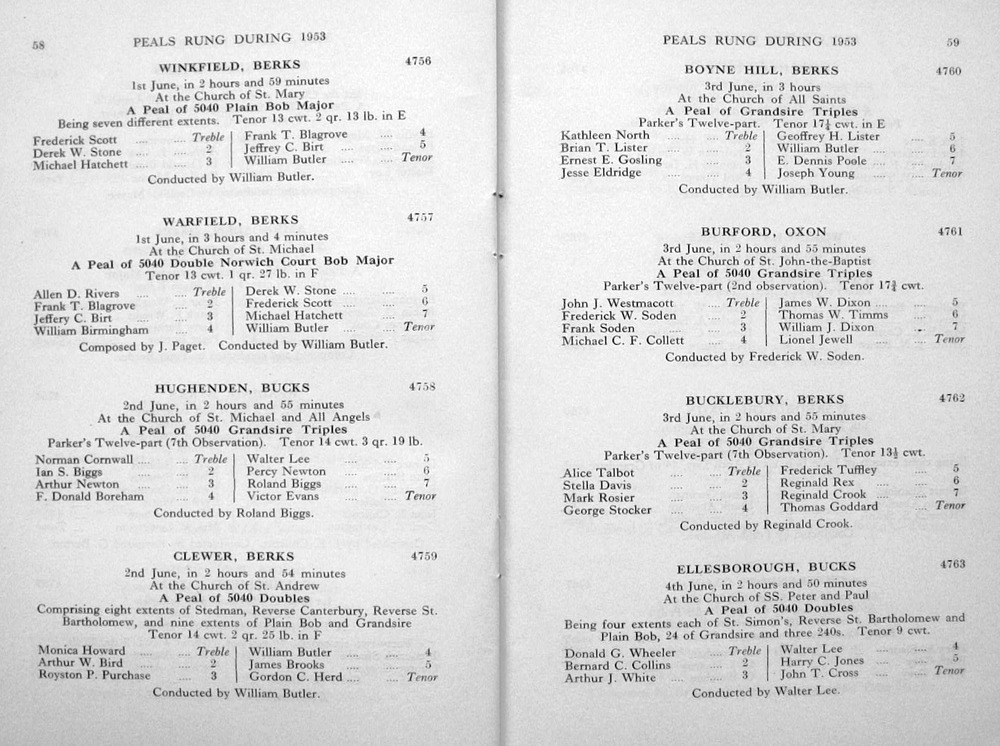 58
PEALS RUNG DURING 1953
WINKFIELD, BERKS 4756
1st June, in 2 hours and 59 minutes
At the Church of St. Mary
A Peal of 5040 Plain Bob Major
Being seven different extents. Tenor 13 cwt. 2 qr. 13 lb. in E
Frederick Scott .... .... Treble | Frank T. Blagrove .... 4
Derek W. Stone .... .... 2 | Jeffrey C. Birt .... .... 5
Michael Hatchett .... 3 | William Butler .... .... Tenor
Conducted by William Butler.
WARFIELD, BERKS 4757
1st June, in 3 hours and 4 minutes
At the Church of St. Michael
A Peal of 5040 Double Norwich Court Bob Major
Tenor 13 cwt. 1 qr. 27 lb. in F
Allen D. Rivers .... .... Treble | Derek W. Stone .... .... 5
Frank T. Blagrove .... 2 | Frederick Scott .... .... 6
Jeffery C. Birt .... .... 3 | Michael Hatchett .... 7
William Birmingham .... 4 | William Butler .... .... Tenor
Composed by J. Paget. Conducted by William Butler.
HUGHENDEN, BUCKS 4758
2nd June, in 2 hours and 55 minutes
At the Church of St. Michael and All Angels
A Peal of 5040 Grandsire Triples
Parker's Twelve-part (7th Observation). Tenor 14 cwt. 3 qr. 19 lb.
Norman Cornwall .... .... Treble | Walter Lee .... .... 5
Ian S. Biggs .... .... 2 | Percy Newton .... .... 6
Arthur Newton .... .... 3 | Roland Biggs .... .... 7
F. Donald Boreham .... 4 | Victor Evans .... .... Tenor
Conducted by Roland Biggs.
CLEWER, BERKS 4759
2nd June, in 2 hours and 54 minutes
At the Church of St. Andrew
A Peal of 5040 Doubles
Comprising eight extents of Stedman, Reverse Canterbury, Reverse St.
Bartholomew, and nine extents of Plain Bob and Grandsire
Tenor 14 cwt. 2 qr. 25 lb. in F
Monica Howard .... .... Treble | William Butler .... .... 4
Arthur W. Bird .... .... 2 | James Brooks .... .... 5
Royston P. Purchase .... 3 | Gordon C. Herd .... .... Tenor
Conducted by William Butler.
PEALS RUNG DURING 1953
59
BOYNE HILL, BERKS 4760
3rd June, in 3 hours
At the Church of All Saints
A Peal of Grandsire Triples
Parker's Twelve-part. Tenor 17¼ cwt. in E
Kathleen North .... Treble | Geoffrey H. Lister .... 5
Brian T. Lister .... .... 2 | William Butler .... .... 6
Ernest E. Gosling .... 3 | E. Dennis Poole .... .... 7
Jesse Eldridge .... .... 4 | Joseph Young .... .... Tenor
Conducted by William Butler.
BURFORD, OXON 4761
3rd June, in 2 hours and 55 minutes
At the Church of St. John-the-Baptist
A Peal of 5040 Grandsire Triples
Parker's Twelve-part (2nd observation). Tenor 17¾ cwt.
John J. Westmacott .... Treble | James W. Dixon .... .... 5
Frederick W. Soden .... 2 | Thomas W. Timms .... 6
Frank Soden .... .... 3 | William J. Dixon .... 7
Michael C. F. Collett .... 4 | Lionel Jewell .... .... Tenor
Conducted by Frederick W. Soden.
BUCKLEBURY, BERKS 4762
3rd June, in 2 hours and 55 minutes
At the Church of St. Mary
A Peal of 5040 Grandsire Triples
Parker's Twelve-part (7th Observation). Tenor 13½ cwt.
Alice Talbot .... .... Treble | Frederick Tuffley .... 5
Stella Davis .... .... 2 | Reginald Rex .... .... 6
Mark Rosier .... .... 3 | Reginald Crook .... .... 7
George Stocker .... .... 4 | Thomas Goddard .... Tenor
Conducted by Reginald Crook.
ELLESBOROUGH, BUCKS 4763
4th June, in 2 hours and 50 minutes
At the Church of SS. Peter and Paul
A Peal of 5040 Doubles
Being four extents each of St. Simon's, Reverse St. Bartholomew and
Plain Bob, 24 of Grandsire and three 240s. Tenor 9 cwt.
Donald G. Wheeler .... Treble | Walter Lee .... .... 4
Bernard C. Collins .... 2 | Harry C. Jones .... .... 5
Arthur J. White .... .... 3 | John T. Cross .... .... Tenor
Conducted by Walter Lee.